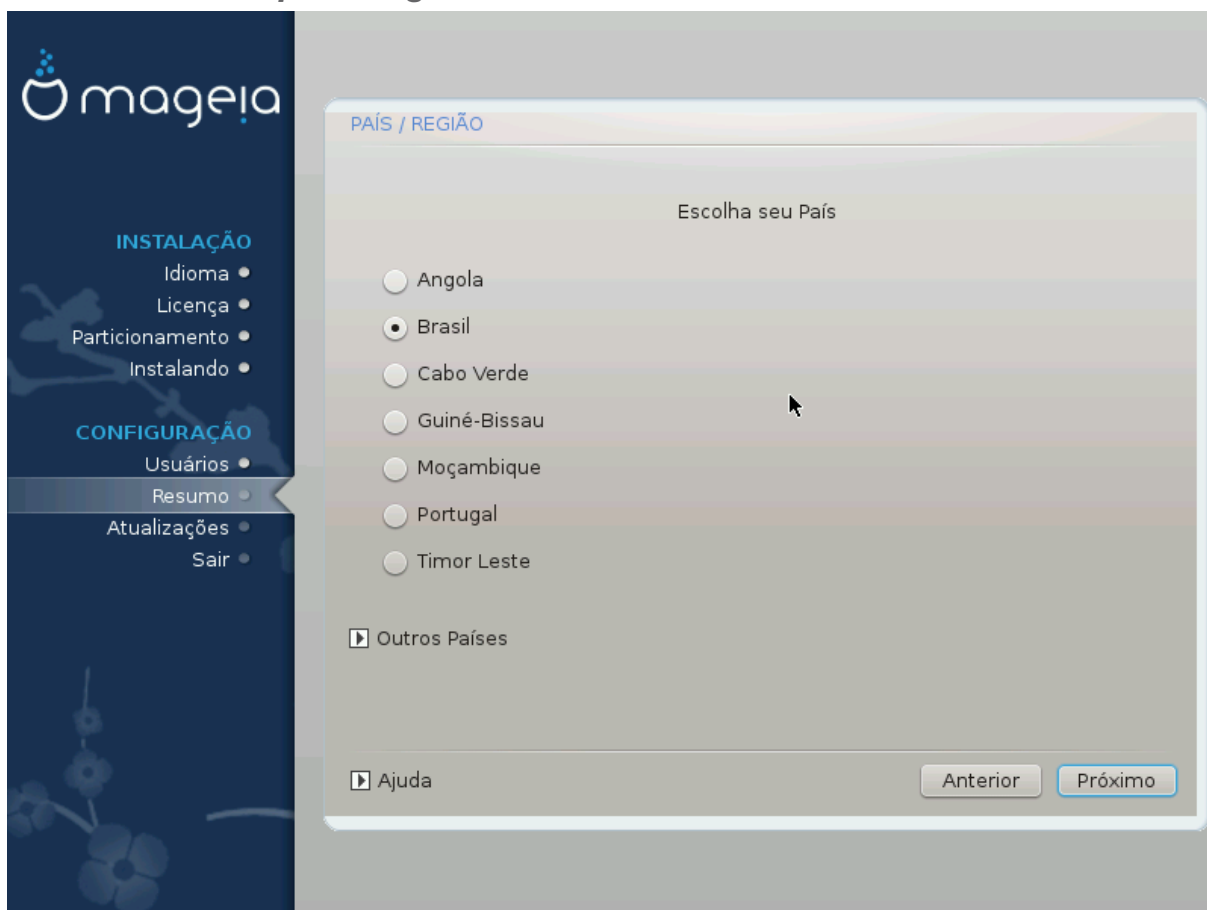 mageia
INSTALAÇÃO
Idioma
Licença
Particionamento
Instalando
CONFIGURAÇÃO
Usuários
Resumo
Atualizações
Sair
PAÍS / REGIÃO
Escolha seu País
Angola
Brasil
Cabo Verde
Guiné-Bissau
Moçambique
Portugal
Timor Leste
Outros Países
Ajuda
Anterior
Próximo